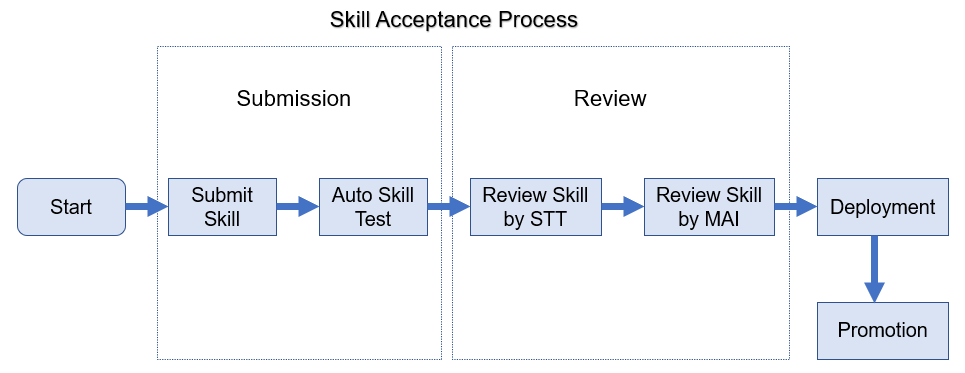 Skill Acceptance Process
Submission
Review
Start
Submit
Skill
Auto Skill
Test
Review Skill
by STT
Review Skill
by MAI
Deployment
Promotion